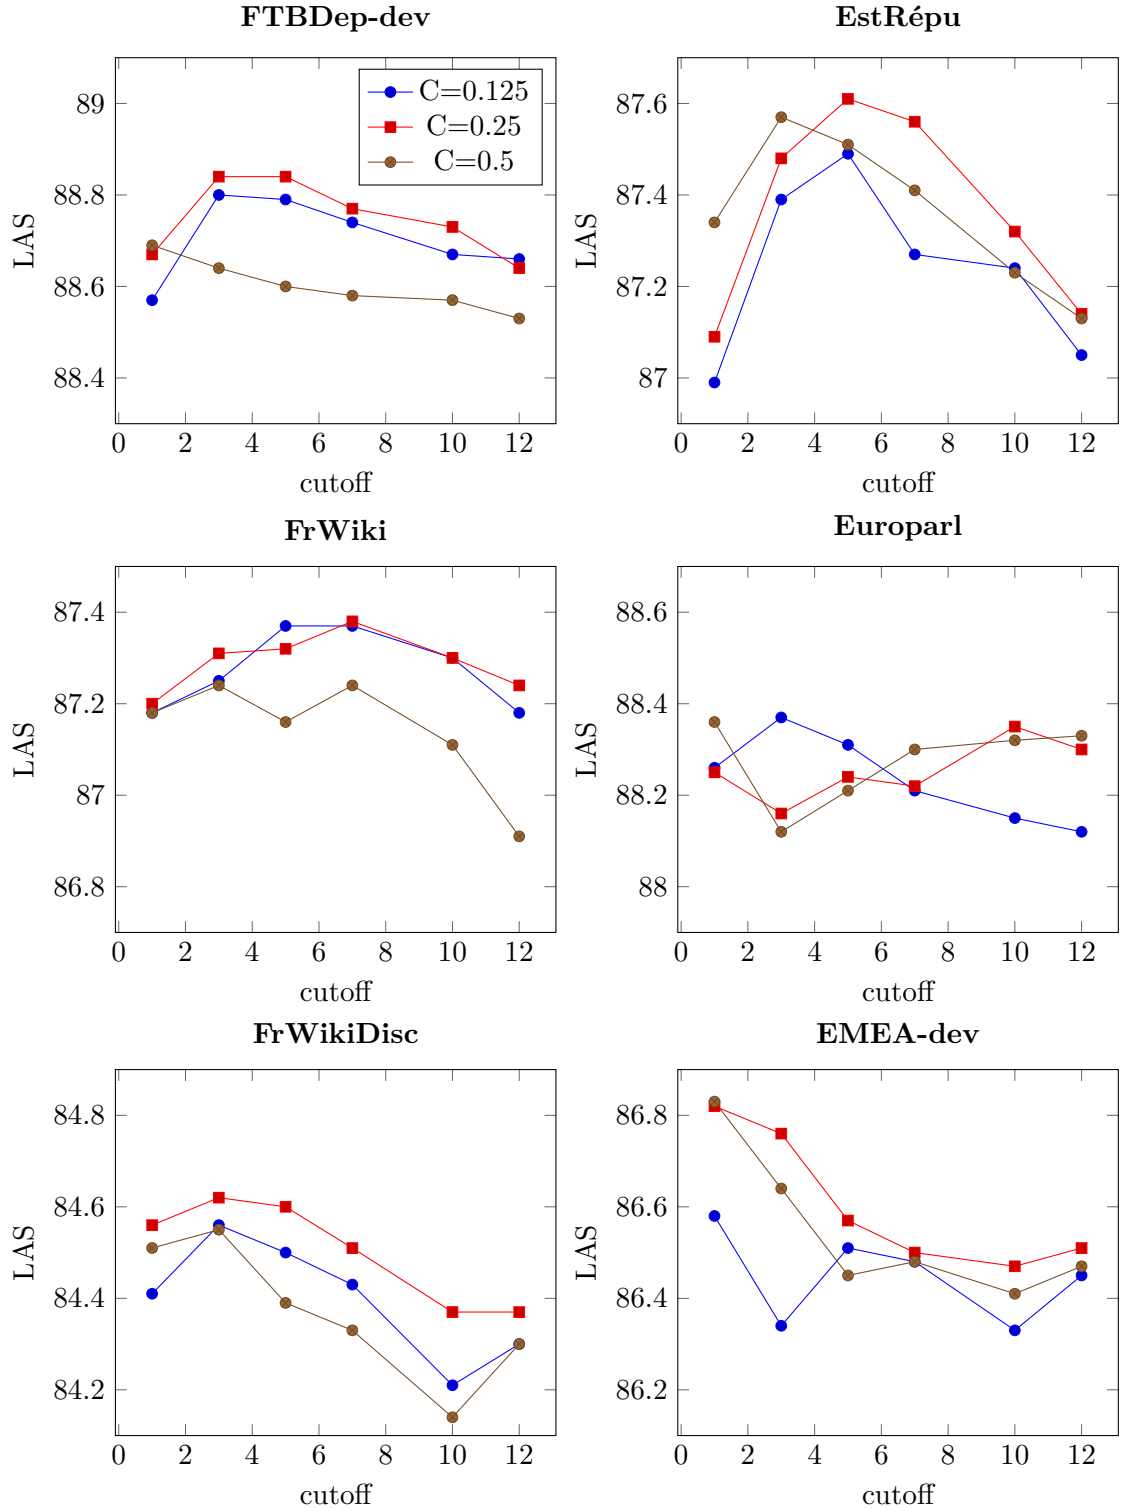 FTBDep-dev
C=0.125
C=0.25
C=0.5
89
88.8
88.6
88.4
LAS
0 2 4 6 8 10 12
cutoff
EstRépu
87.6
87.4
87.2
87
LAS
0 2 4 6 8 10 12
cutoff
FrWiki
87.4
87.2
87
86.8
LAS
0 2 4 6 8 10 12
cutoff
Europarl
88.6
88.4
88.2
88
LAS
0 2 4 6 8 10 12
cutoff
FrWikiDisc
84.8
84.6
84.4
84.2
LAS
0 2 4 6 8 10 12
cutoff
EMEA-dev
86.8
86.6
86.4
86.2
LAS
0 2 4 6 8 10 12
cutoff